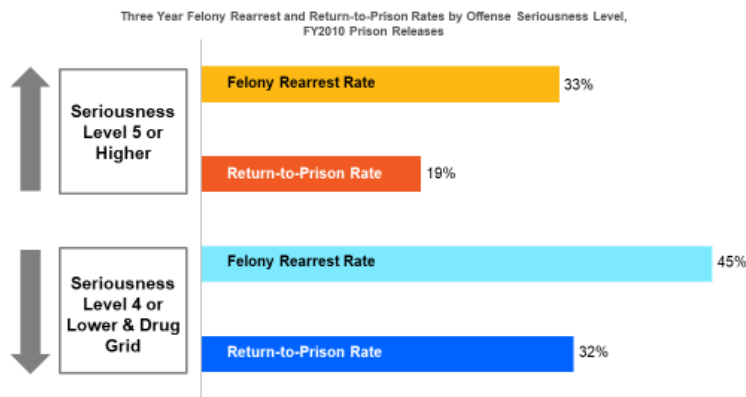 Three Year Felony Rearrest and Return-to-Prison Rates by Offense Seriousness Level,
FY2010 Prison Releases
Seriousness
Level 5 or
Higher
Felony Rearrest Rate
33%
Return-to-Prison Rate
19%
Seriousness
Level 4 or
Lower & Drug
Grid
Felony Rearrest Rate
45%
Return-to-Prison Rate
32%